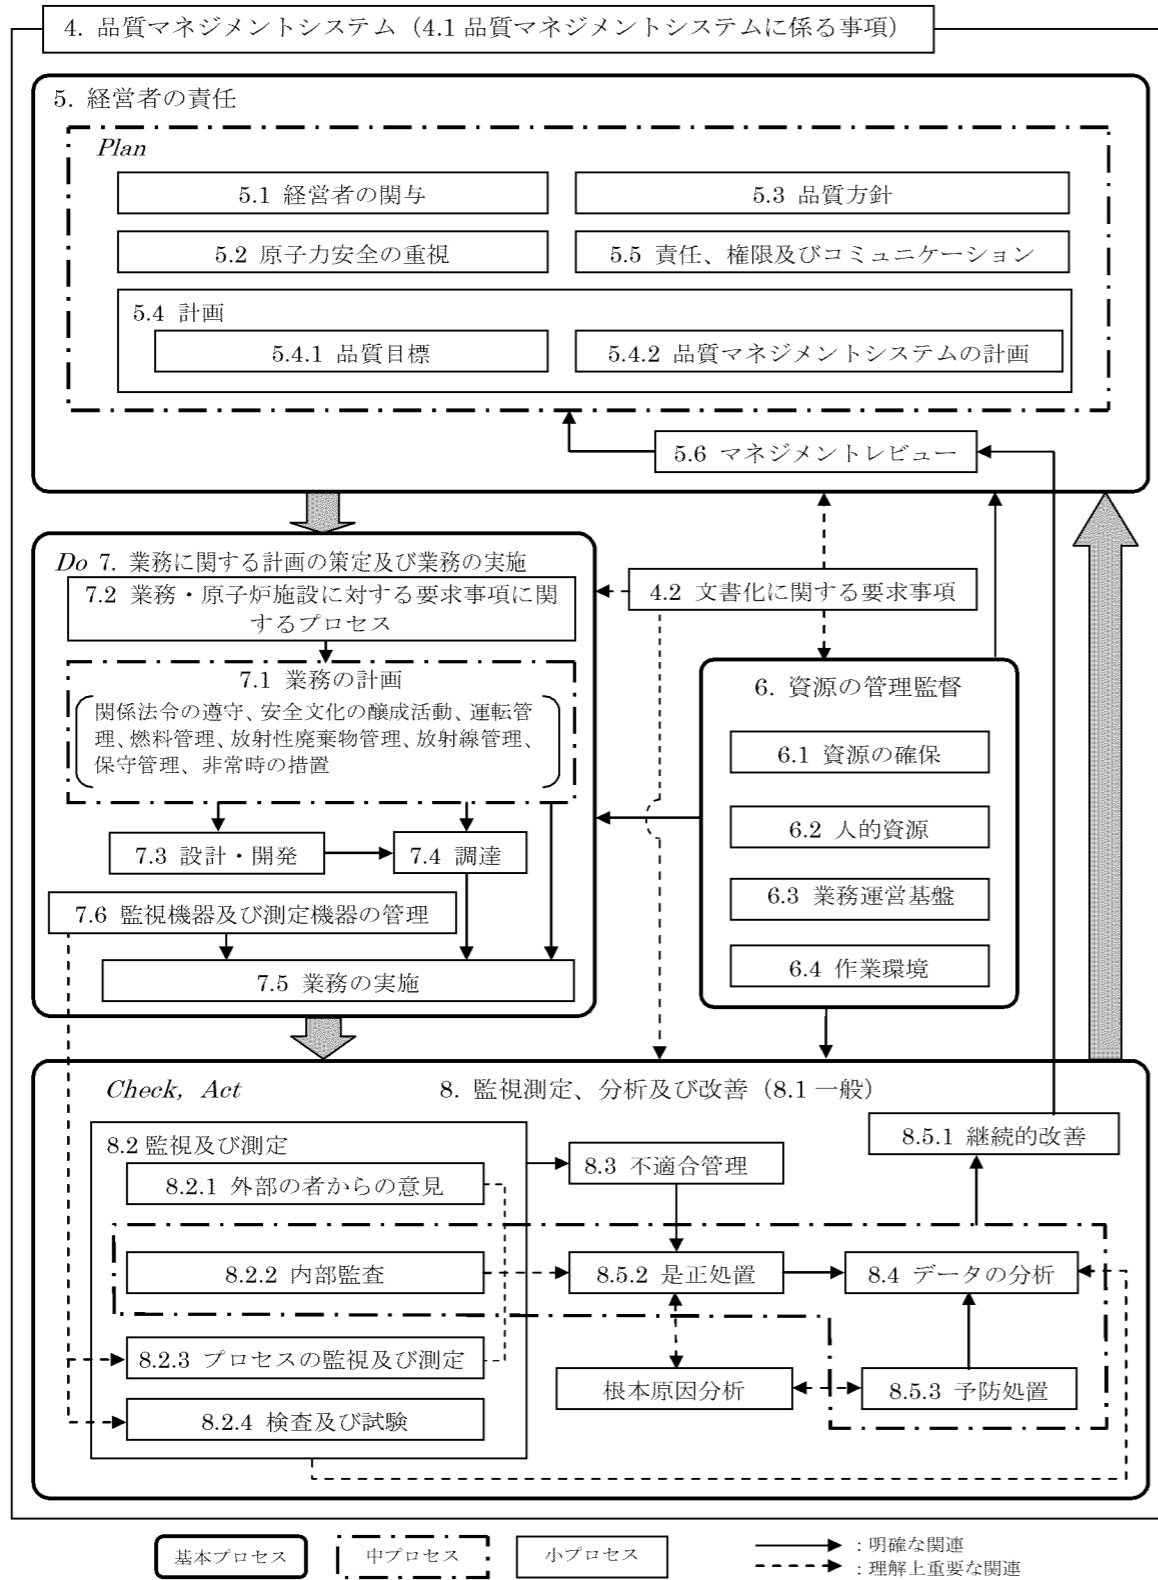 4. 品質マネジメントシステム（4.1 品質マネジメントシステムに係る事項）
5. 経営者の責任
Plan
5.1 経営者の関与
5.3 品質方針
5.2 原子力安全の重視
5.5 責任、権限及びコミュニケーション
5.4 計画
5.4.1 品質目標
5.4.2 品質マネジメントシステムの計画
5.6 マネジメントレビュー
Do 7. 業務に関する計画の策定及び業務の実施
7.2 業務・原子炉施設に対する要求事項に関
するプロセス
4.2 文書化に関する要求事項
7.1 業務の計画
関係法令の遵守、安全文化の醸成活動、運転管
理、燃料管理、放射性廃棄物管理、放射線管理、
保守管理、非常時の措置
6. 資源の管理監督
6.1 資源の確保
6.2 人的資源
6.3 業務運営基盤
6.4 作業環境
7.3 設計・開発
7.4 調達
7.6 監視機器及び測定機器の管理
7.5 業務の実施
Check, Act
8. 監視測定、分析及び改善（8.1 一般）
8.2 監視及び測定
8.2.1 外部の者からの意見
8.3 不適合管理
8.5.1 継続的改善
8.2.2 内部監査
8.5.2 是正処置
8.4 データの分析
8.2.3 プロセスの監視及び測定
根本原因分析
8.5.3 予防処置
8.2.4 検査及び試験
基本プロセス
中プロセス
小プロセス
：明確な関連
：理解上重要な関連